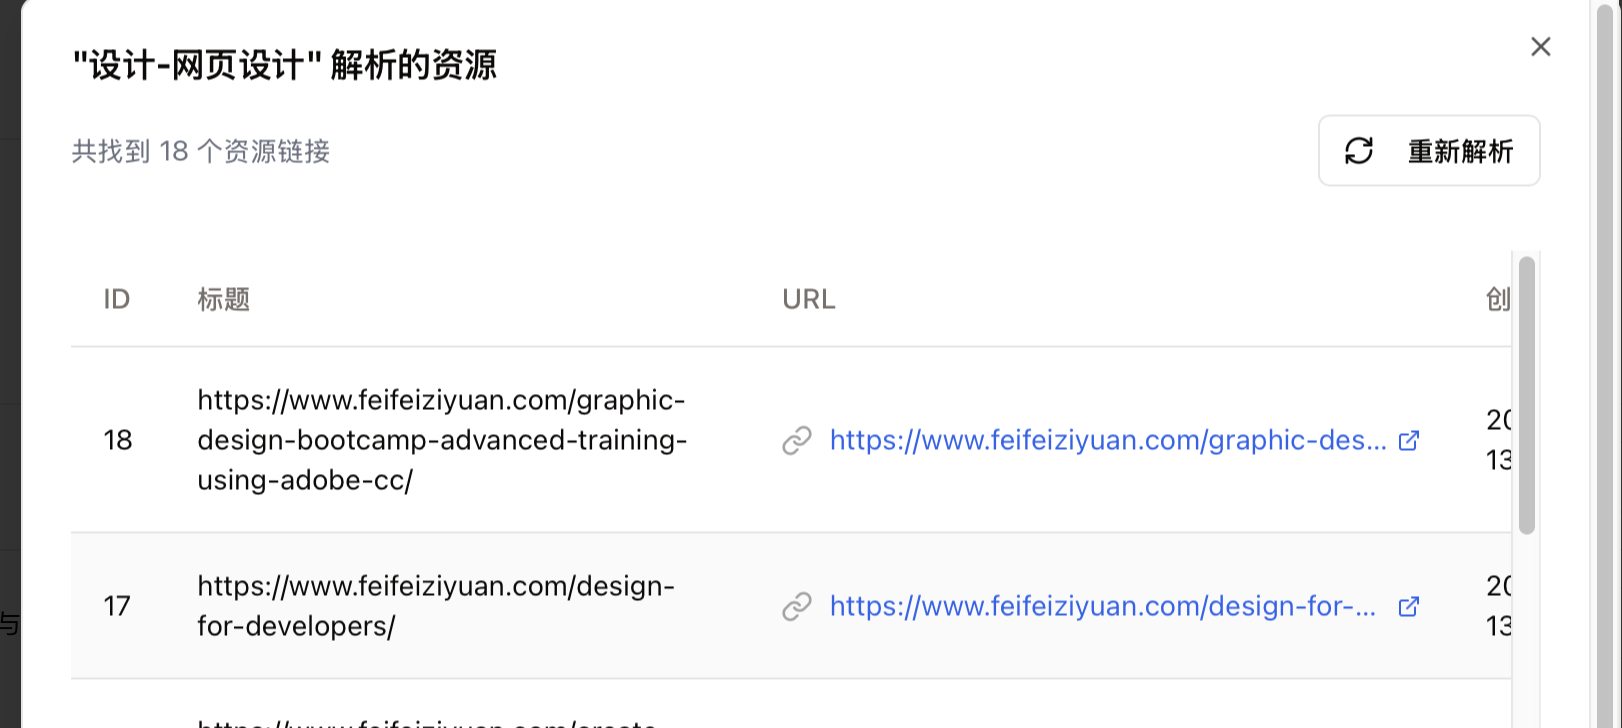 "设计-网页设计" 解析的资源
共找到 18 个资源链接
重新解析
ID 标题 URL 创
18
https://www.feifeiziyuan.com/graphic-
design-bootcamp-advanced-training-
using-adobe-cc/
https://www.feifeiziyuan.com/graphic-des...
20
13
17
https://www.feifeiziyuan.com/design-
for-developers/
https://www.feifeiziyuan.com/design-for-...
20
13
与